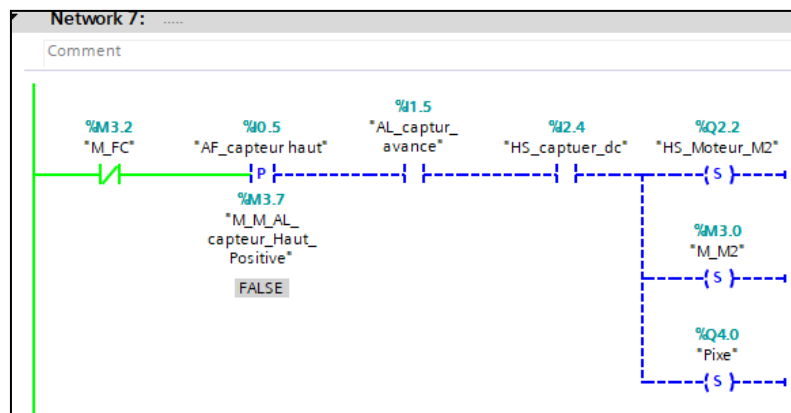 Network 7: .....
Comment
%M3.2
"M_FC"
%I0.5
"AF_capteur haut"
P
%M3.7
"M_M_AL_
capteur_Haut_
Positive"
FALSE
%I1.5
"AL_captur_
avance"
%I2.4
"HS_captuer_dc"
%Q2.2
"HS_Moteur_M2"
S
%M3.0
"M_M2"
S
%Q4.0
"Pixe"
S